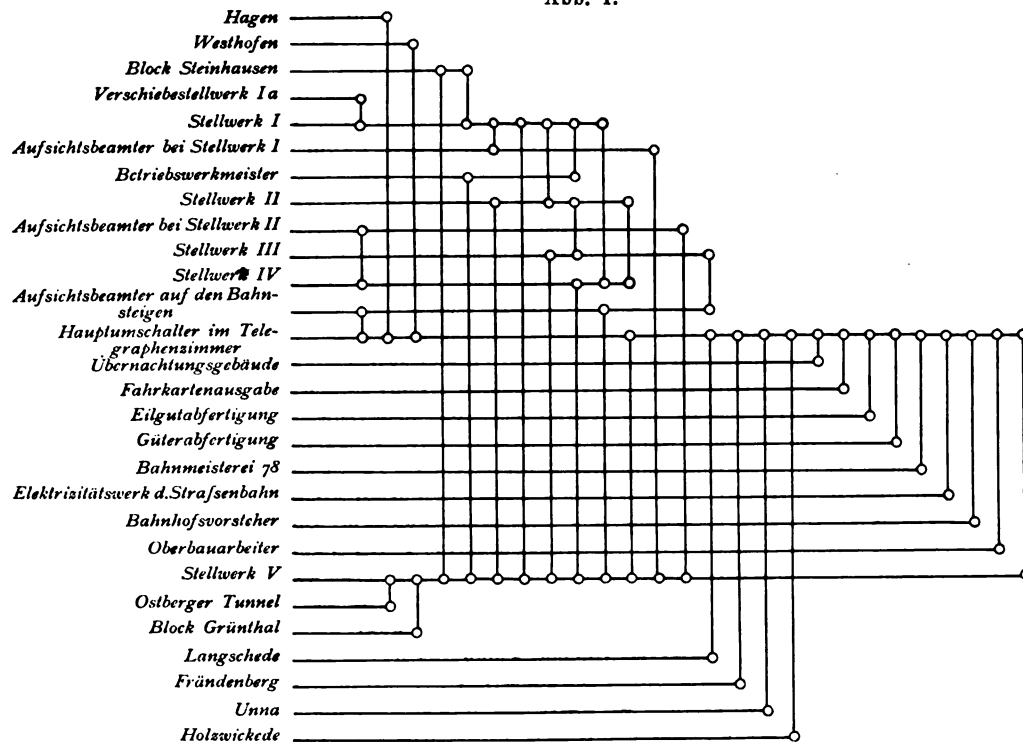 Abb. 1.
Hagen
Westhofen
Block Steinhausen
Verschiebestellwerk I a
Stellwerk I
Aufsichtsbeamter bei Stellwerk I
Betriebswerkmeister
Stellwerk II
Aufsichtsbeamter bei Stellwerk II
Stellwerk III
Stellwerk IV
Aufsichtsbeamter auf den Bahn-
steigen
Hauptumschalter im Tele-
graphenzimmer
Übernachtungsgebäude
Fahrkartenausgabe
Eilgutabfertigung
Güterabfertigung
Bahnmeisterei 78
Elektrizitätswerk d. Strafsenbahn
Bahnhofsvorsteher
Oberbauarbeiter
Stellwerk V
Ostberger Tunnel
Block Grünthal
Langschede
Frändenberg
Unna
Holzwickede